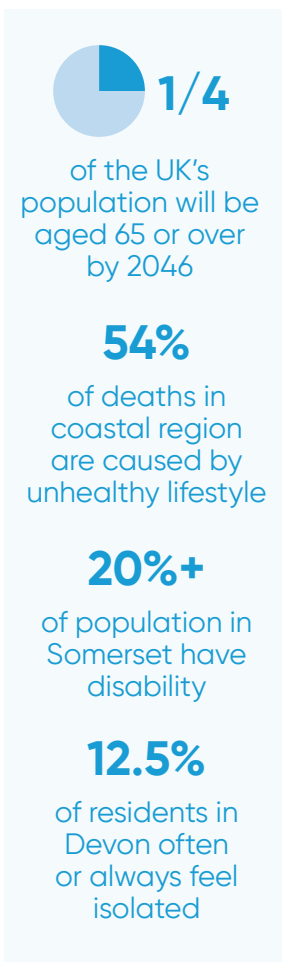 1/4
of the UK's
population will be
aged 65 or over
by 2046
54%
of deaths in
coastal region
are caused by
unhealthy lifestyle
20%+
of population in
Somerset have
disability
12.5%
of residents in
Devon often
or always feel
isolated